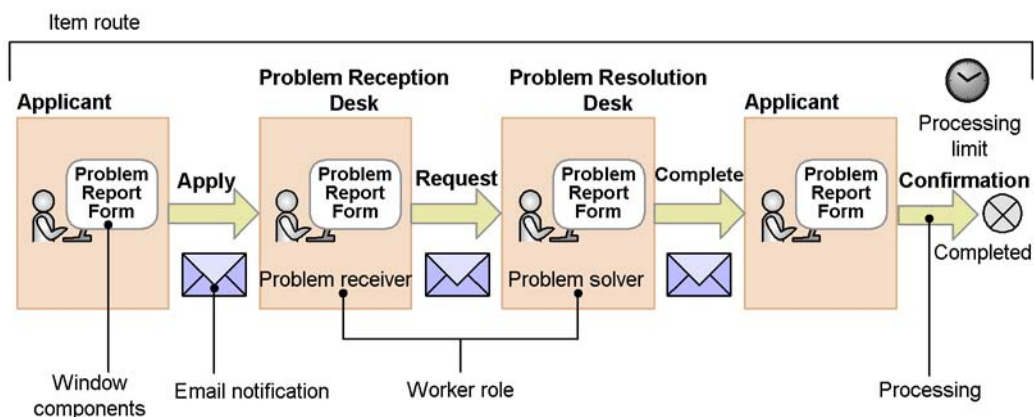 Item route
Applicant
Problem Reception
Desk
Problem Resolution
Desk
Applicant
Processing
limit
Problem
Report
Form
Apply
Problem
Report
Form
Request
Problem
Report
Form
Complete
Problem
Report
Form
Confirmation
Completed
Problem receiver
Problem solver
Window
components
Email notification
Worker role
Processing